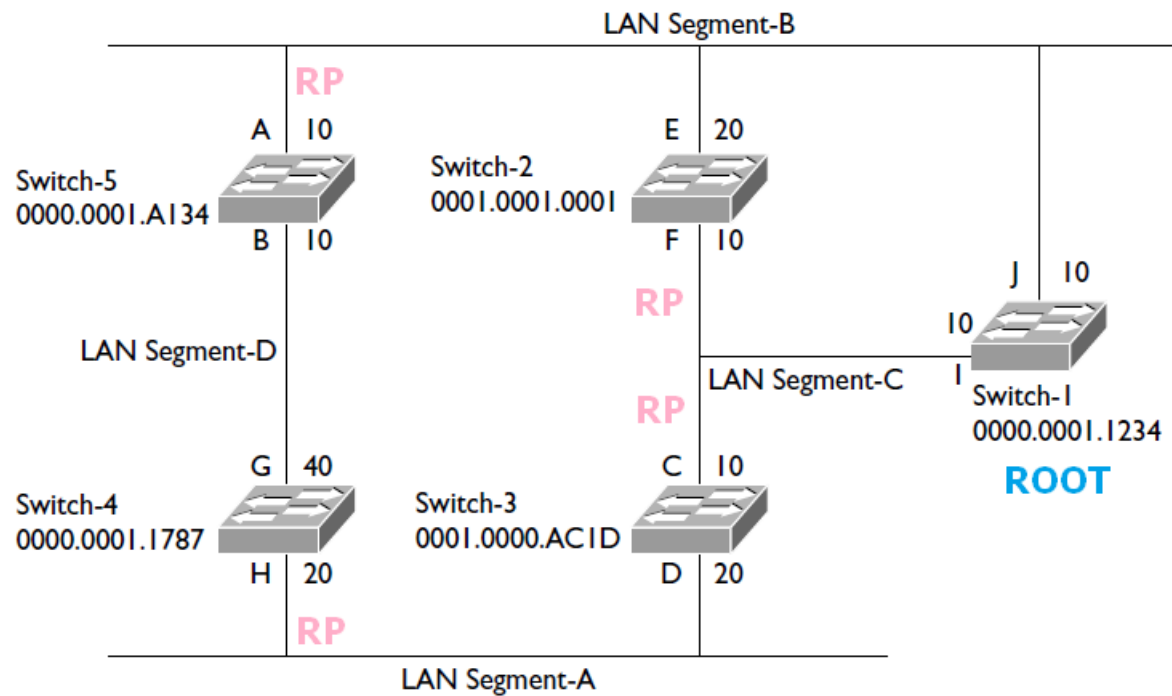 LAN Segment-B
RP
A 10
E 20
Switch-5
0000.0001.A134
Switch-2
0001.0001.0001
B 10
F 10
J 10
RP
10
LAN Segment-D
LAN Segment-C
I
RP
Switch-1
0000.0001.1234
ROOT
G 40
C 10
Switch-4
0000.0001.1787
Switch-3
0001.0000.AC1D
H 20
D 20
RP
LAN Segment-A